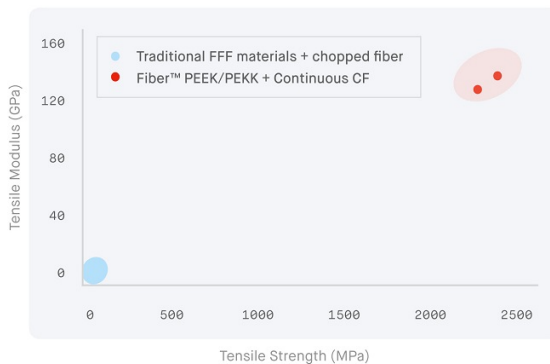 160
Traditional FFF materials + chopped fiber
Fiber™ PEEK/PEKK + Continuous CF
120
80
40
0
Tensile Modulus (GPa)
0 500 1000 1500 2000 2500
Tensile Strength (MPa)